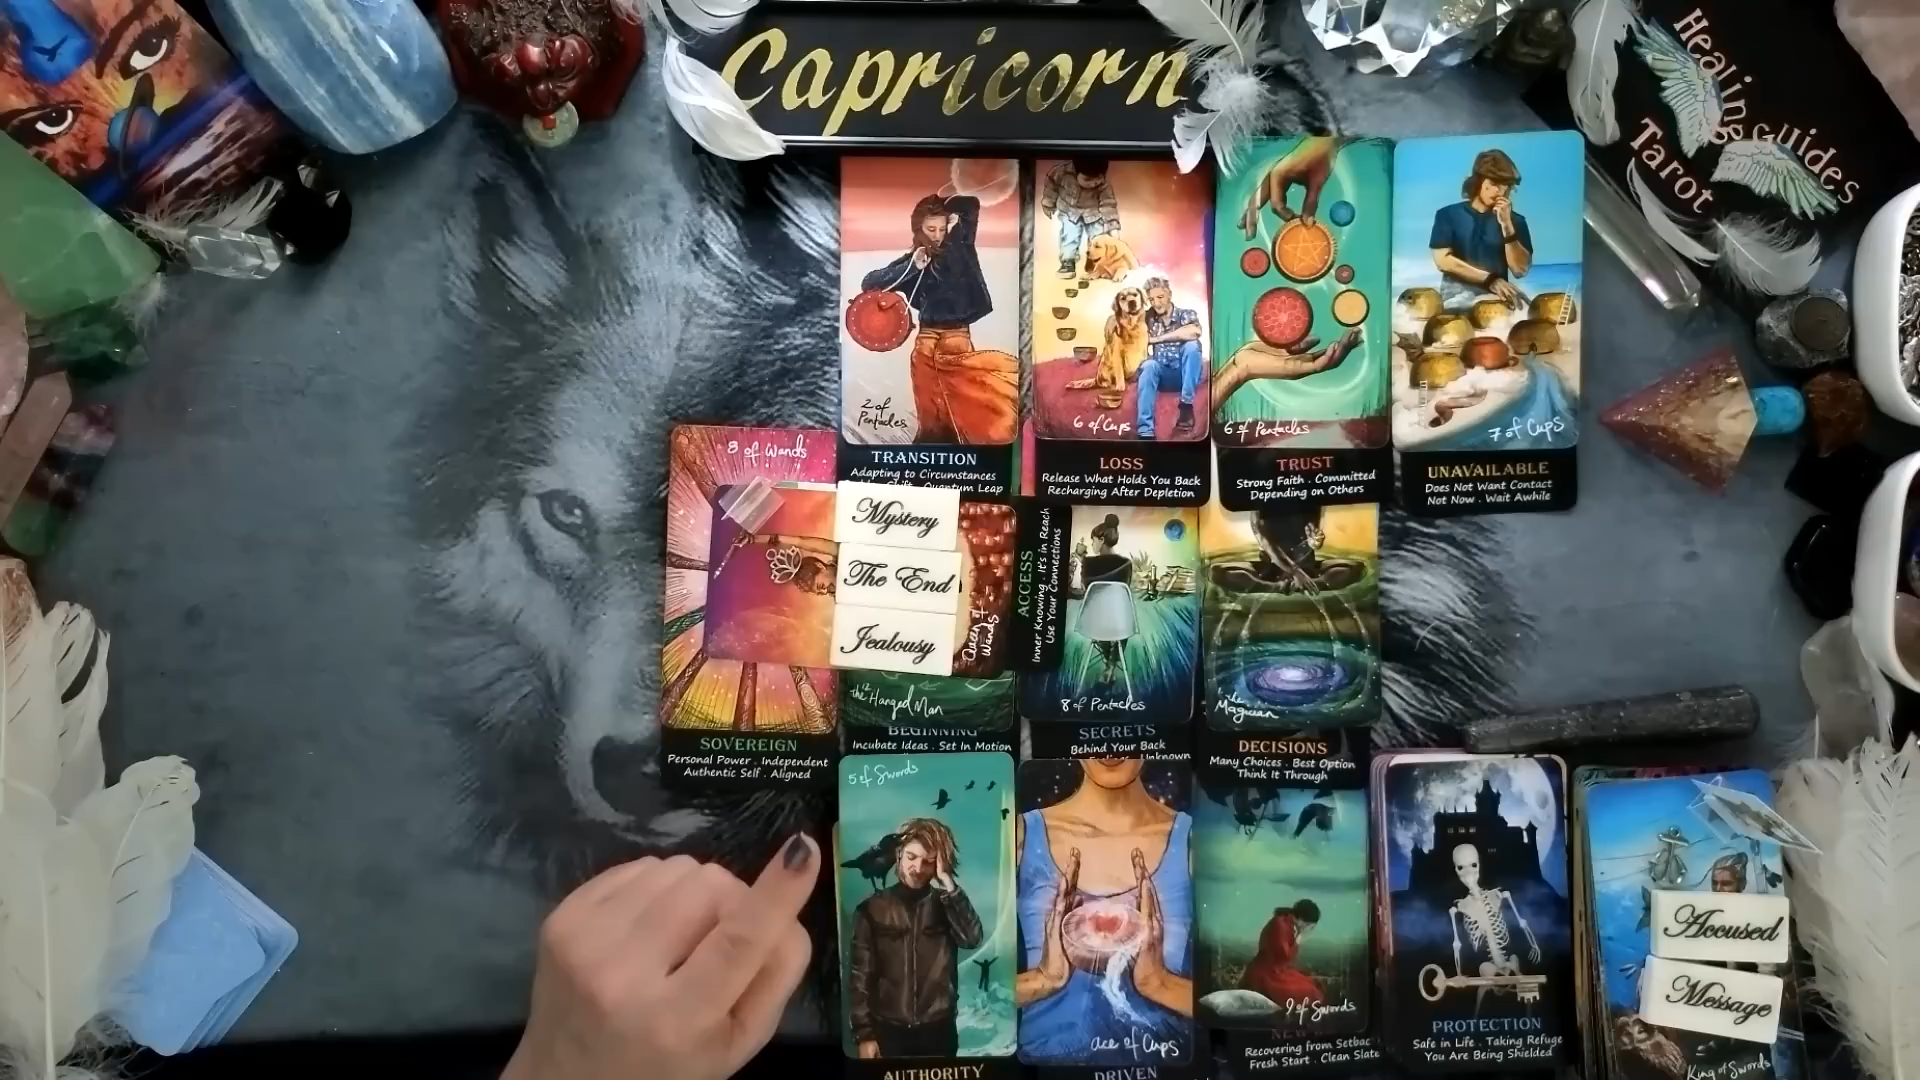 Capricorn
Healing Guides
Tarot
2 of
Pentacles
TRANSITION
Adapting to Circumstances
Quantum Leap
6 of Cups
LOSS
Release What Holds You Back
Recharging After Depletion
6 of Pentacles
TRUST
Strong Faith . Committed
Depending on Others
7 of Cups
UNAVAILABLE
Does Not Want Contact
Not Now . Wait Awhile
8 of Wands
SOVEREIGN
Personal Power . Independent
Authentic Self . Aligned
Mystery
The End
Jealousy
Queen of
Wands
ACCESS
Inner Knowing . It's in Reach
Use Your Connections
12
the Hanged Man
BEGINNING
Incubate Ideas . Set In Motion
8 of Pentacles
SECRETS
Behind Your Back
Unknown
1
the
Magician
DECISIONS
Many Choices . Best Option
Think It Through
5 of Swords
AUTHORITY
ace of Cups
DRIVEN
9 of Swords
Recovering from Setbac
Fresh Start . Clean Slate
PROTECTION
Safe in Life . Taking Refuge
You Are Being Shielded
Accused
Message
King of Swords